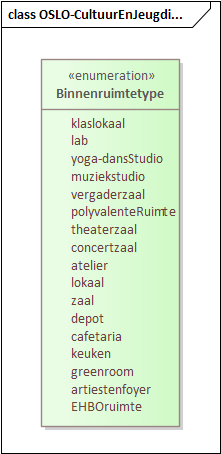 class OSLO-CultuurEnJeugdi...
«enumeration»
Binnenruimtetype
klaslokaal
lab
yoga-dansStudio
muziekstudio
vergaderzaal
polyvalenteRuimte
theaterzaal
concertzaal
atelier
lokaal
zaal
depot
cafetaria
keuken
greenroom
artiestenfoyer
EHBOruimte